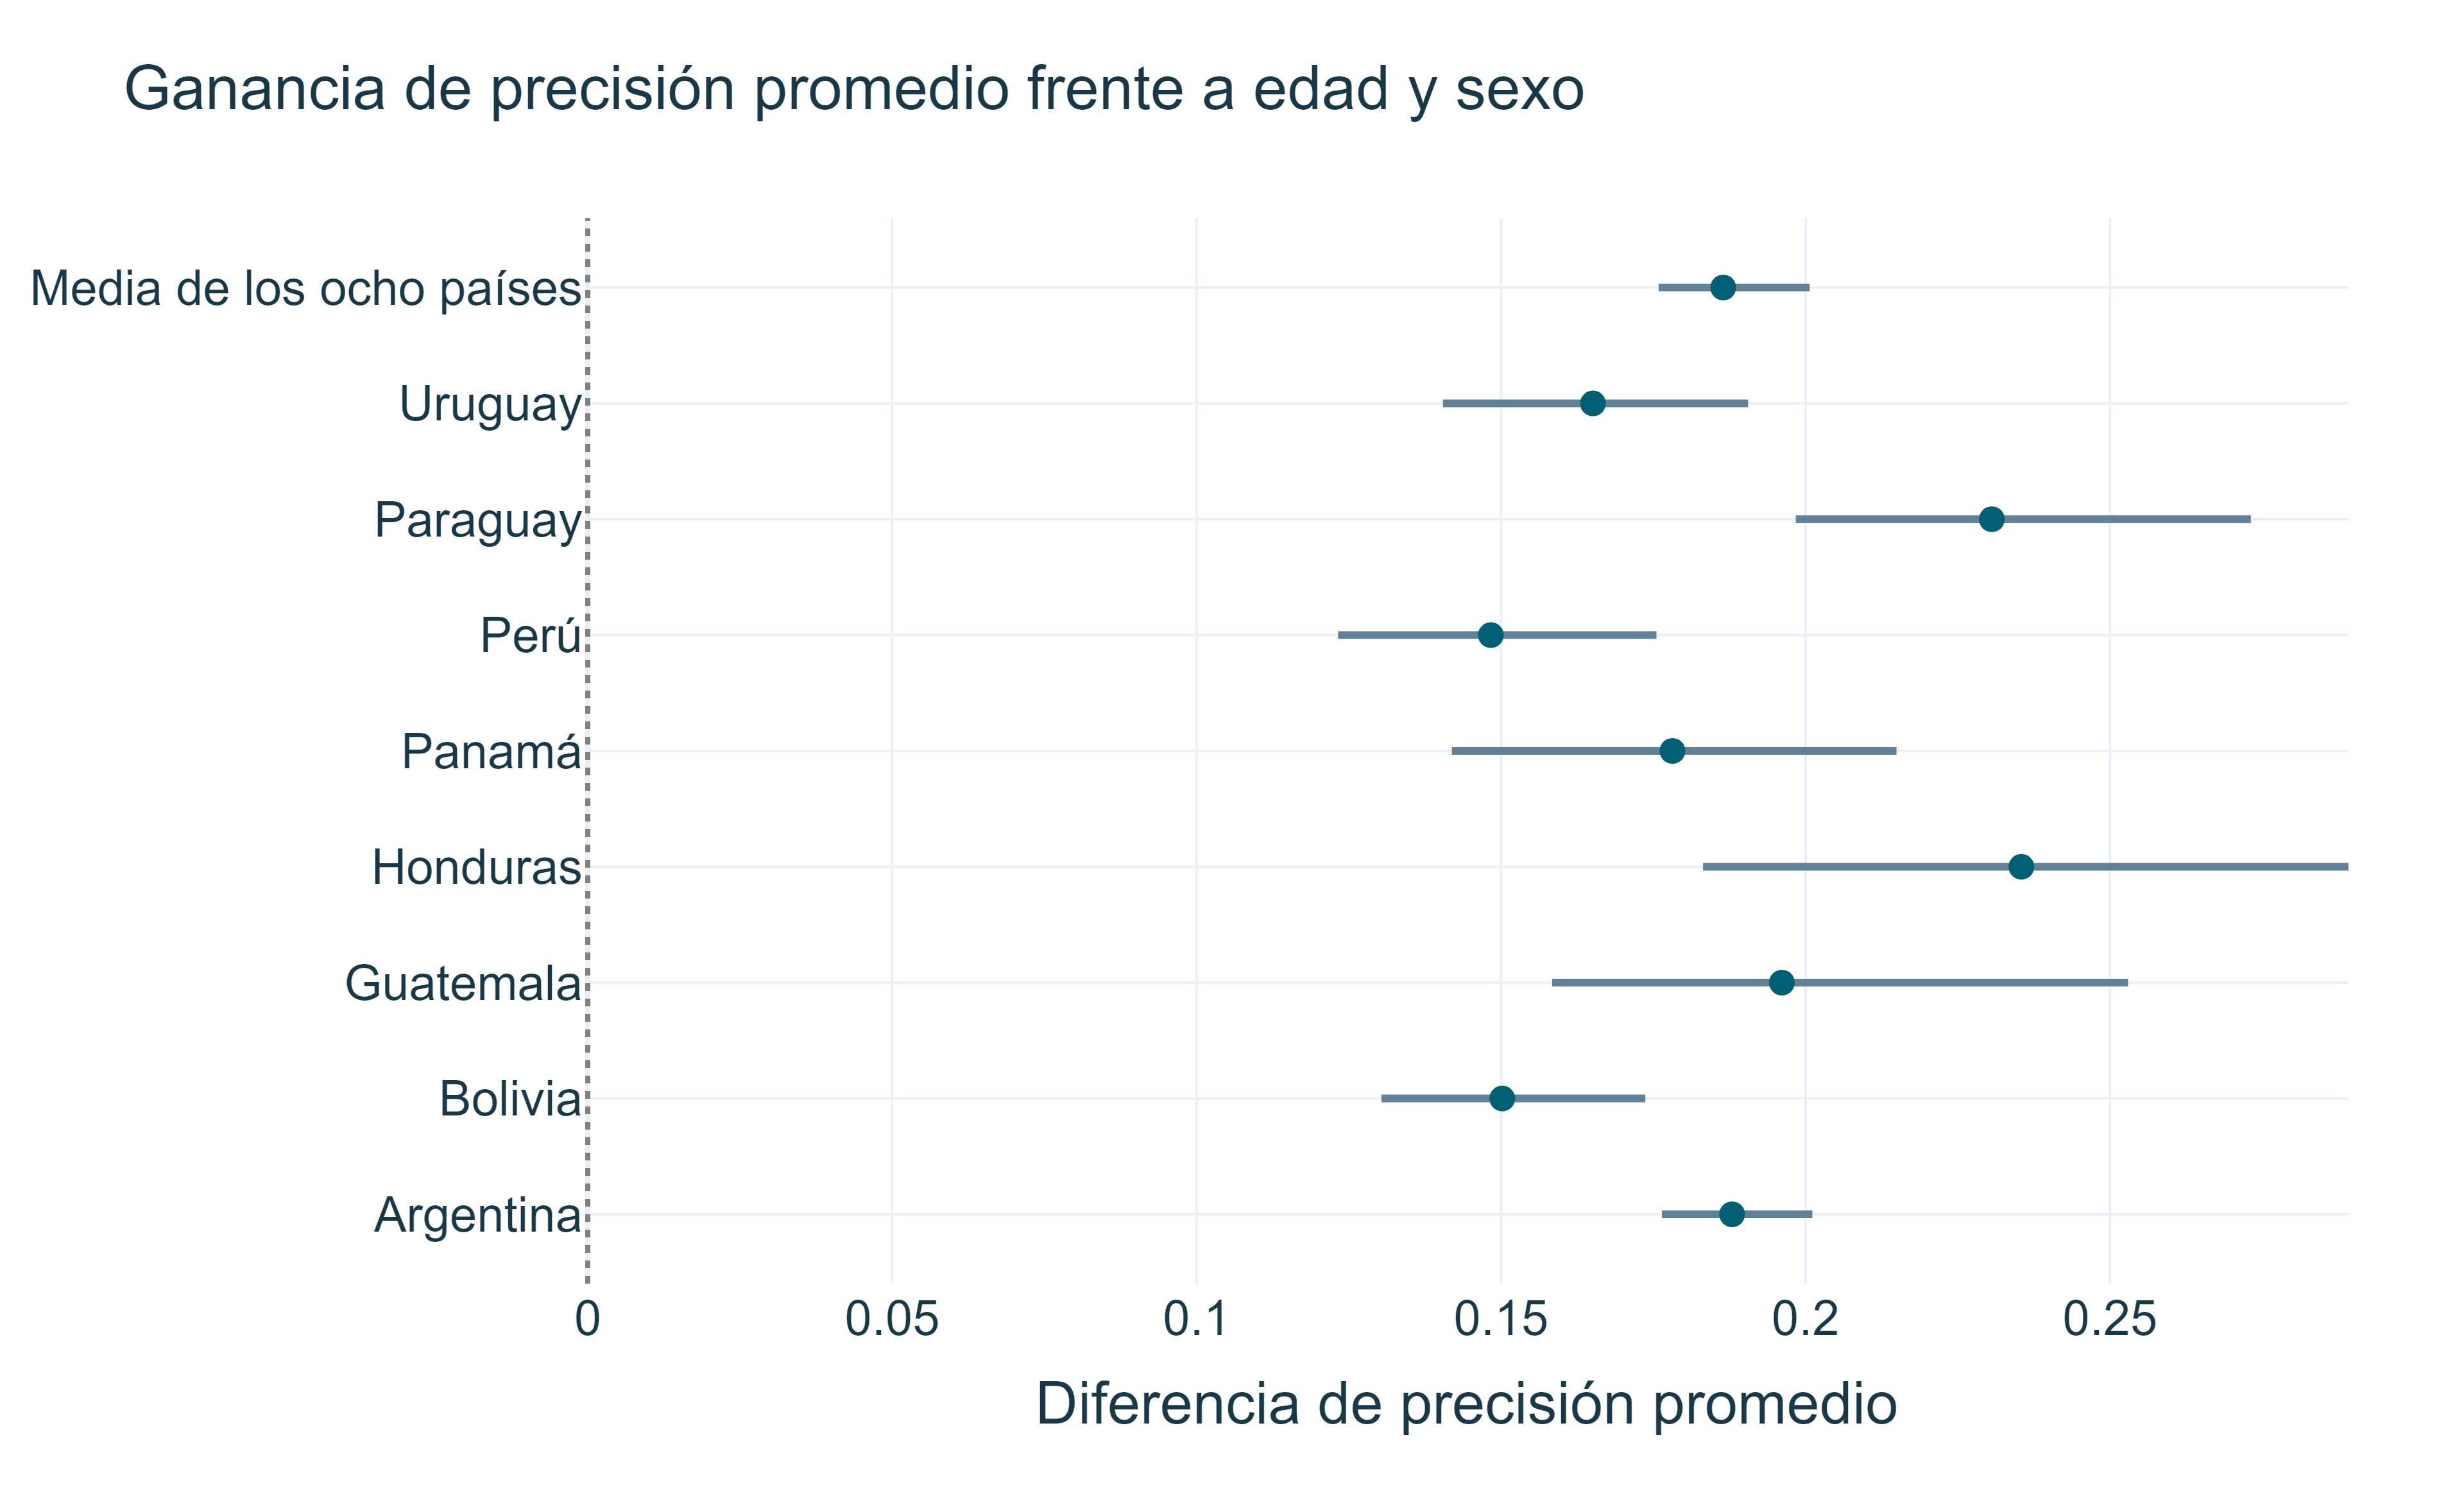 Ganancia de precisión promedio frente a edad y sexo
Media de los ocho países
Uruguay
Paraguay
Perú
Panamá
Honduras
Guatemala
Bolivia
Argentina
0 0.05 0.1 0.15 0.2 0.25
Diferencia de precisión promedio